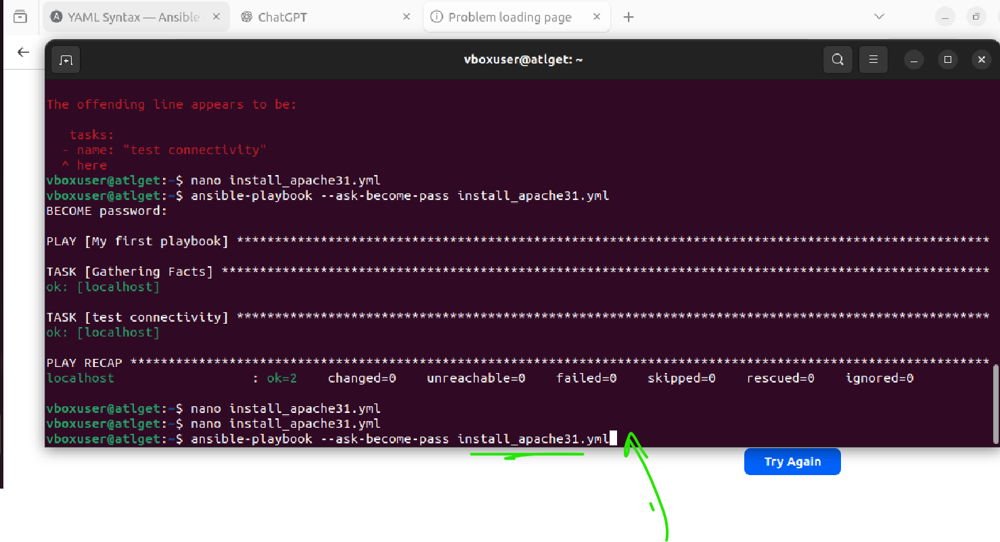 YAML Syntax — Ansible
ChatGPT
Problem loading page
vboxuser@atlget: ~
The offending line appears to be:
tasks:
- name: "test connectivity"
^ here
vboxuser@atlget:~$ nano install_apache31.yml
vboxuser@atlget:~$ ansible-playbook --ask-become-pass install_apache31.yml
BECOME password:
PLAY [My first playbook] ***************************************************************************************************
TASK [Gathering Facts] *****************************************************************************************************
ok: [localhost]
TASK [test connectivity] ***************************************************************************************************
ok: [localhost]
PLAY RECAP *****************************************************************************************************************
localhost                  : ok=2    changed=0    unreachable=0    failed=0    skipped=0    rescued=0    ignored=0
vboxuser@atlget:~$ nano install_apache31.yml
vboxuser@atlget:~$ nano install_apache31.yml
vboxuser@atlget:~$ ansible-playbook --ask-become-pass install_apache31.yml
Try Again